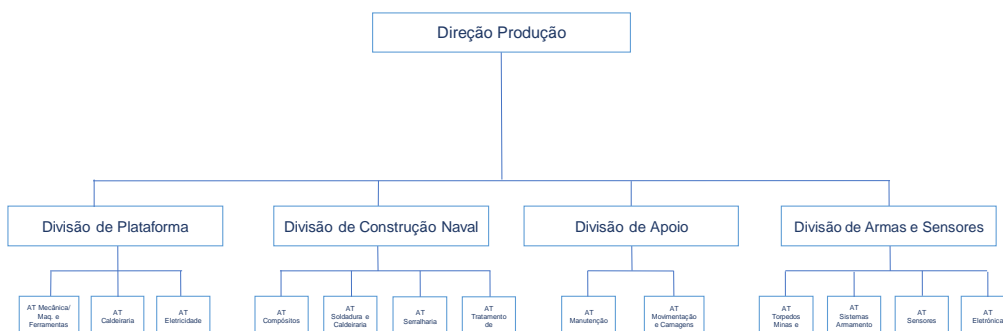 Direção Produção
Divisão de Plataforma
Divisão de Construção Naval
Divisão de Apoio
Divisão de Armas e Sensores
AT Mecânica/
Maq. e
Ferramentas
AT
Caldeiraria
AT
Eletricidade
AT
Compósitos
AT
Soldadura e
Caldeiraria
AT
Serralharia
AT
Tratamento
de
AT
Manutenção
AT
Movimentação
e Carnagens
AT
Torpedos
Minas e
AT
Sistemas
Armamento
AT
Sensores
AT
Eletrónica